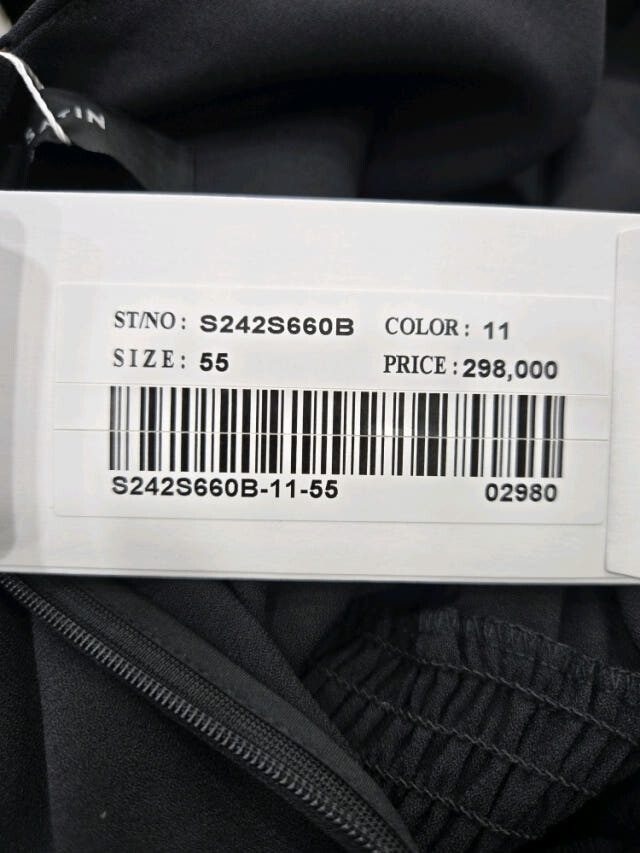 ST/NO: S242S660B COLOR: 11
SIZE: 55 PRICE: 298,000
S242S660B-11-55 02980